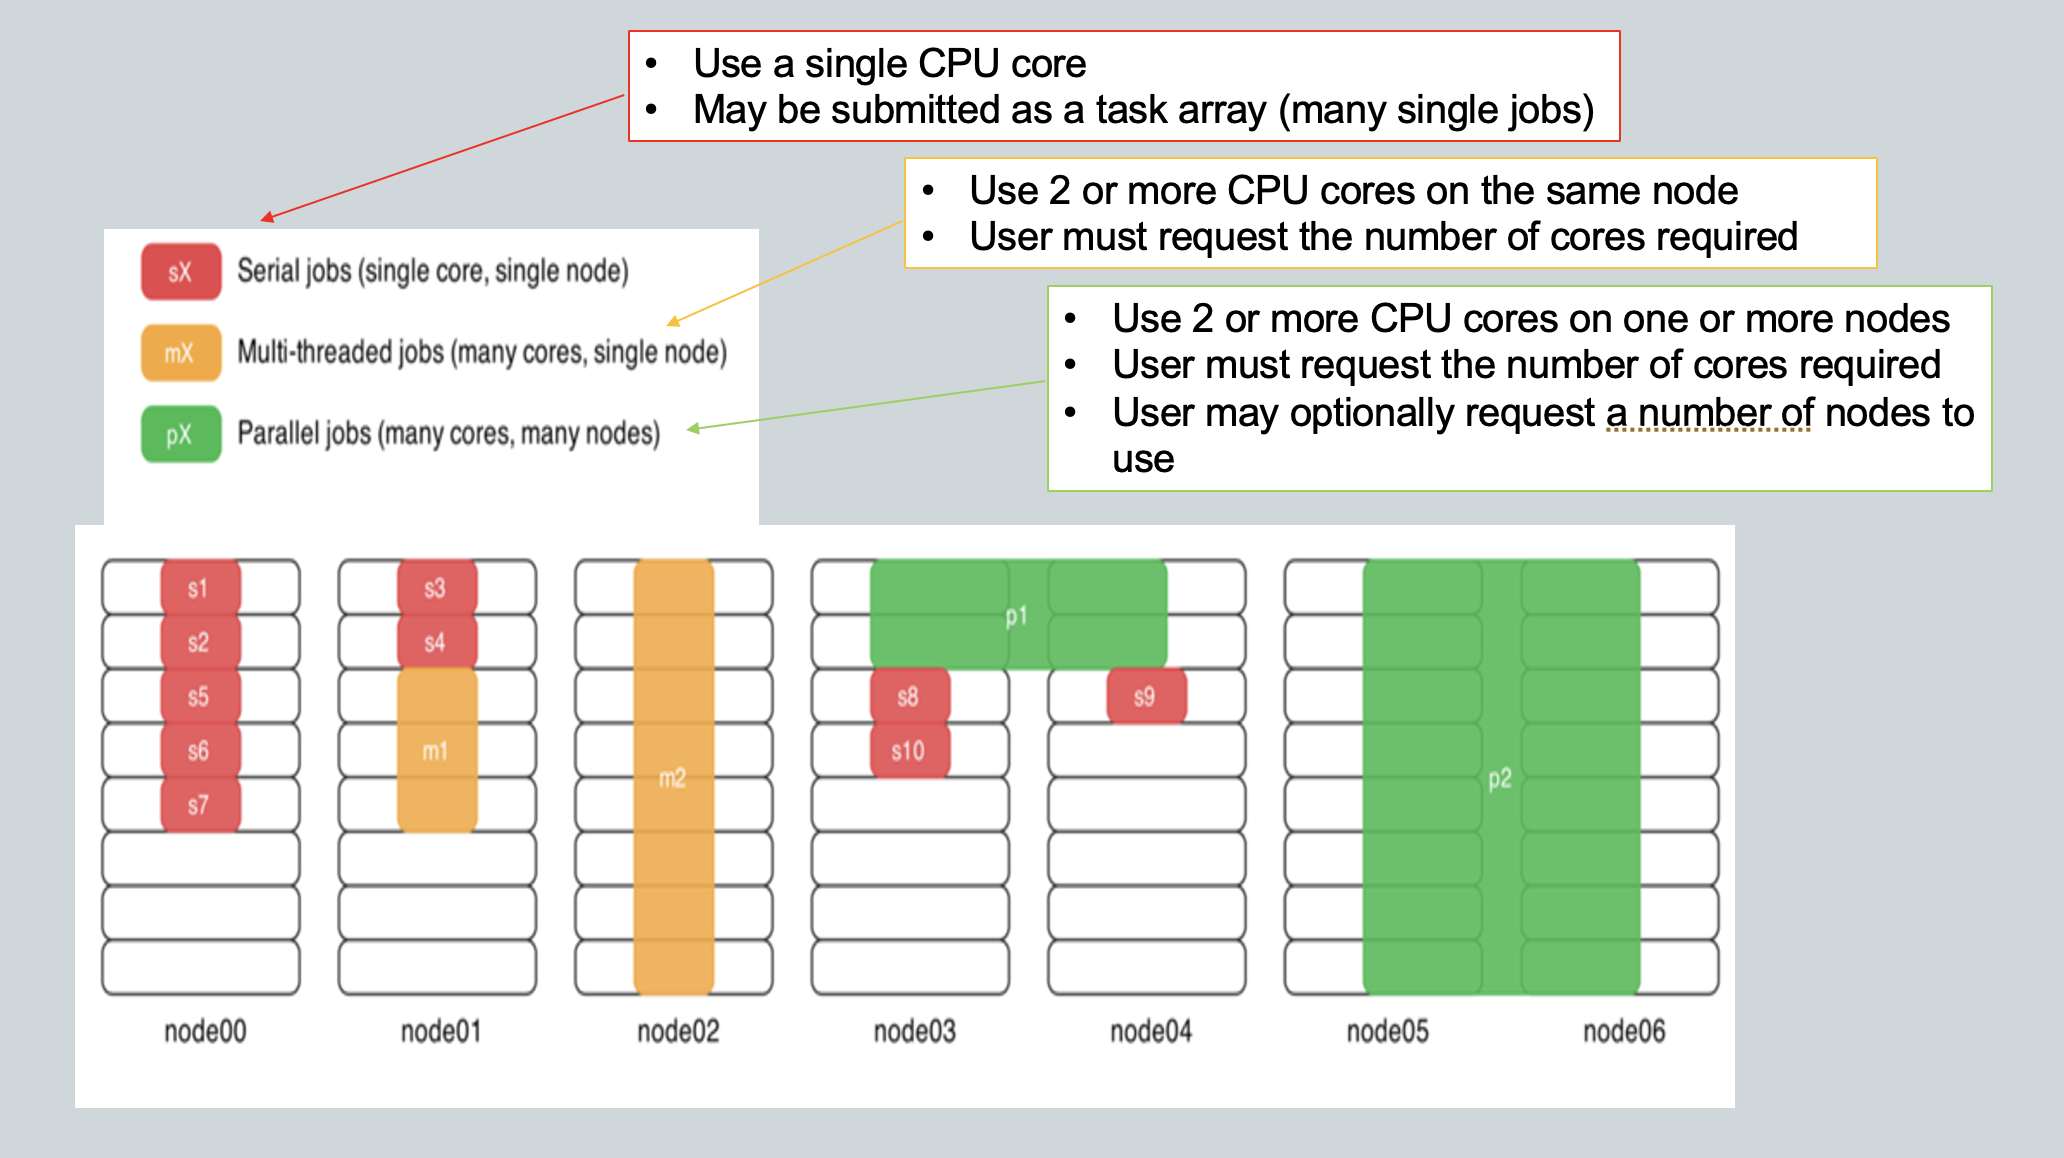 • Use a single CPU core
• May be submitted as a task array (many single jobs)
• Use 2 or more CPU cores on the same node
• User must request the number of cores required
• Use 2 or more CPU cores on one or more nodes
• User must request the number of cores required
• User may optionally request a number of nodes to
use
sX Serial jobs (single core, single node)
mX Multi-threaded jobs (many cores, single node)
pX Parallel jobs (many cores, many nodes)
s1 s3
p1
s2 s4
s5 s8 s9
s6 m1 s10
m2 p2
s7
node00 node01 node02 node03 node04 node05 node06